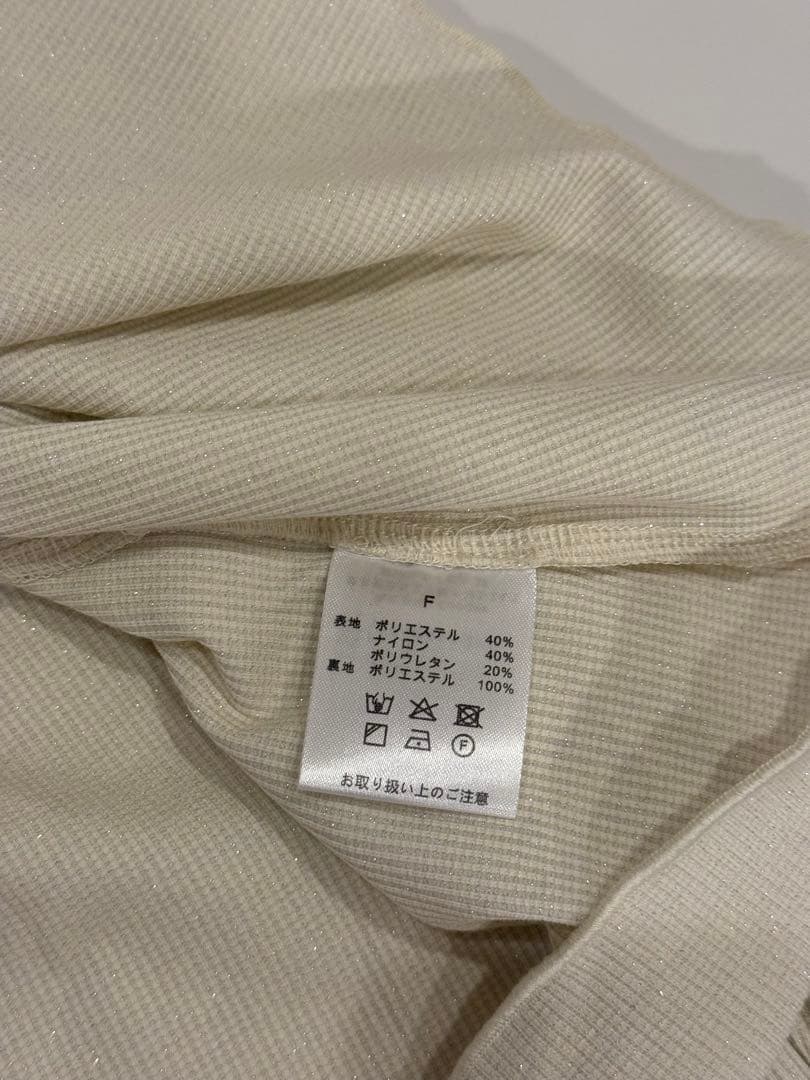 F
表地 ポリエステル 40%
ナイロン 40%
ポリウレタン 20%
裏地 ポリエステル 100%
F
お取り扱い上のご注意